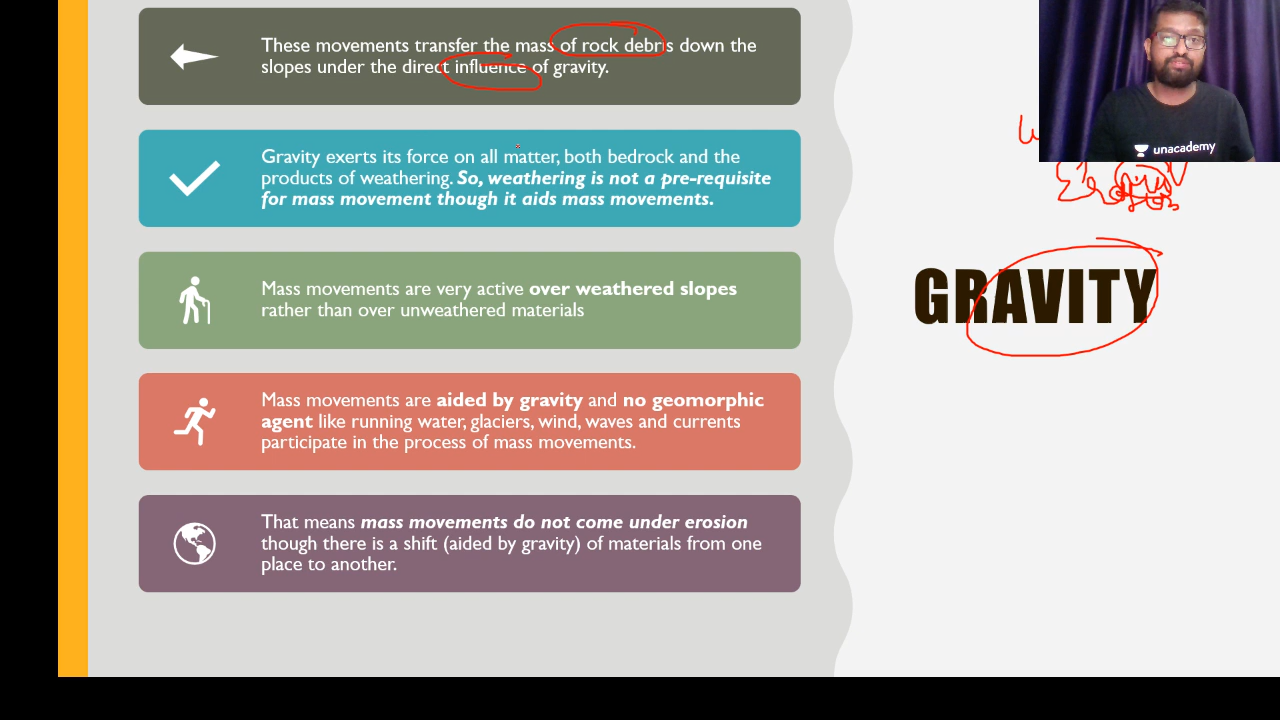 These movements transfer the mass of rock debris down the
slopes under the direct influence of gravity.
Gravity exerts its force on all matter, both bedrock and the
products of weathering. So, weathering is not a pre-requisite
for mass movement though it aids mass movements.
Mass movements are very active over weathered slopes
rather than over unweathered materials
Mass movements are aided by gravity and no geomorphic
agent like running water, glaciers, wind, waves and currents
participate in the process of mass movements.
That means mass movements do not come under erosion
though there is a shift (aided by gravity) of materials from one
place to another.
unacademy
GRAVITY